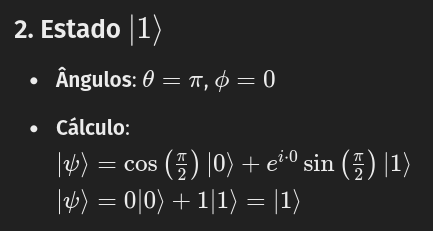 2. Estado |1⟩
• Ângulos: θ = π, ϕ = 0
• Cálculo:
|ψ⟩ = cos(π/2)|0⟩ + e^{i·0} sin(π/2)|1⟩
|ψ⟩ = 0|0⟩ + 1|1⟩ = |1⟩